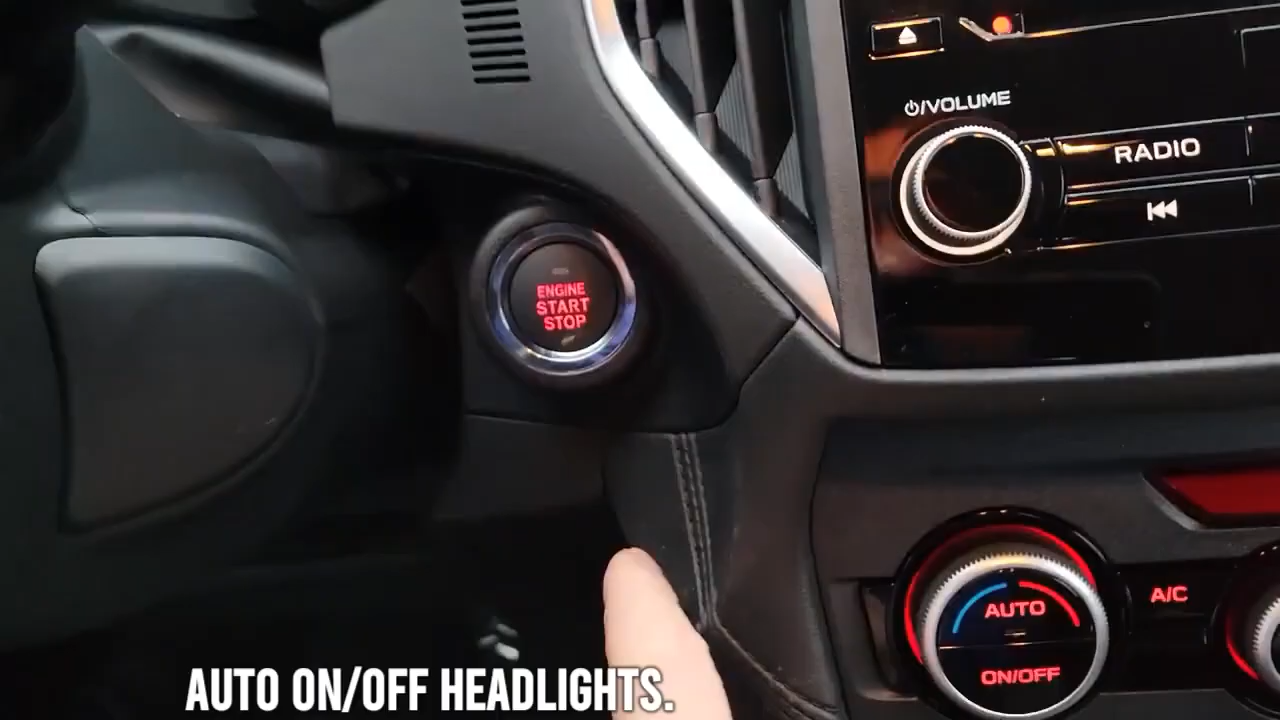 ⏻/VOLUME
RADIO
ENGINE
START
STOP
AUTO
A/C
ON/OFF
AUTO ON/OFF HEADLIGHTS.